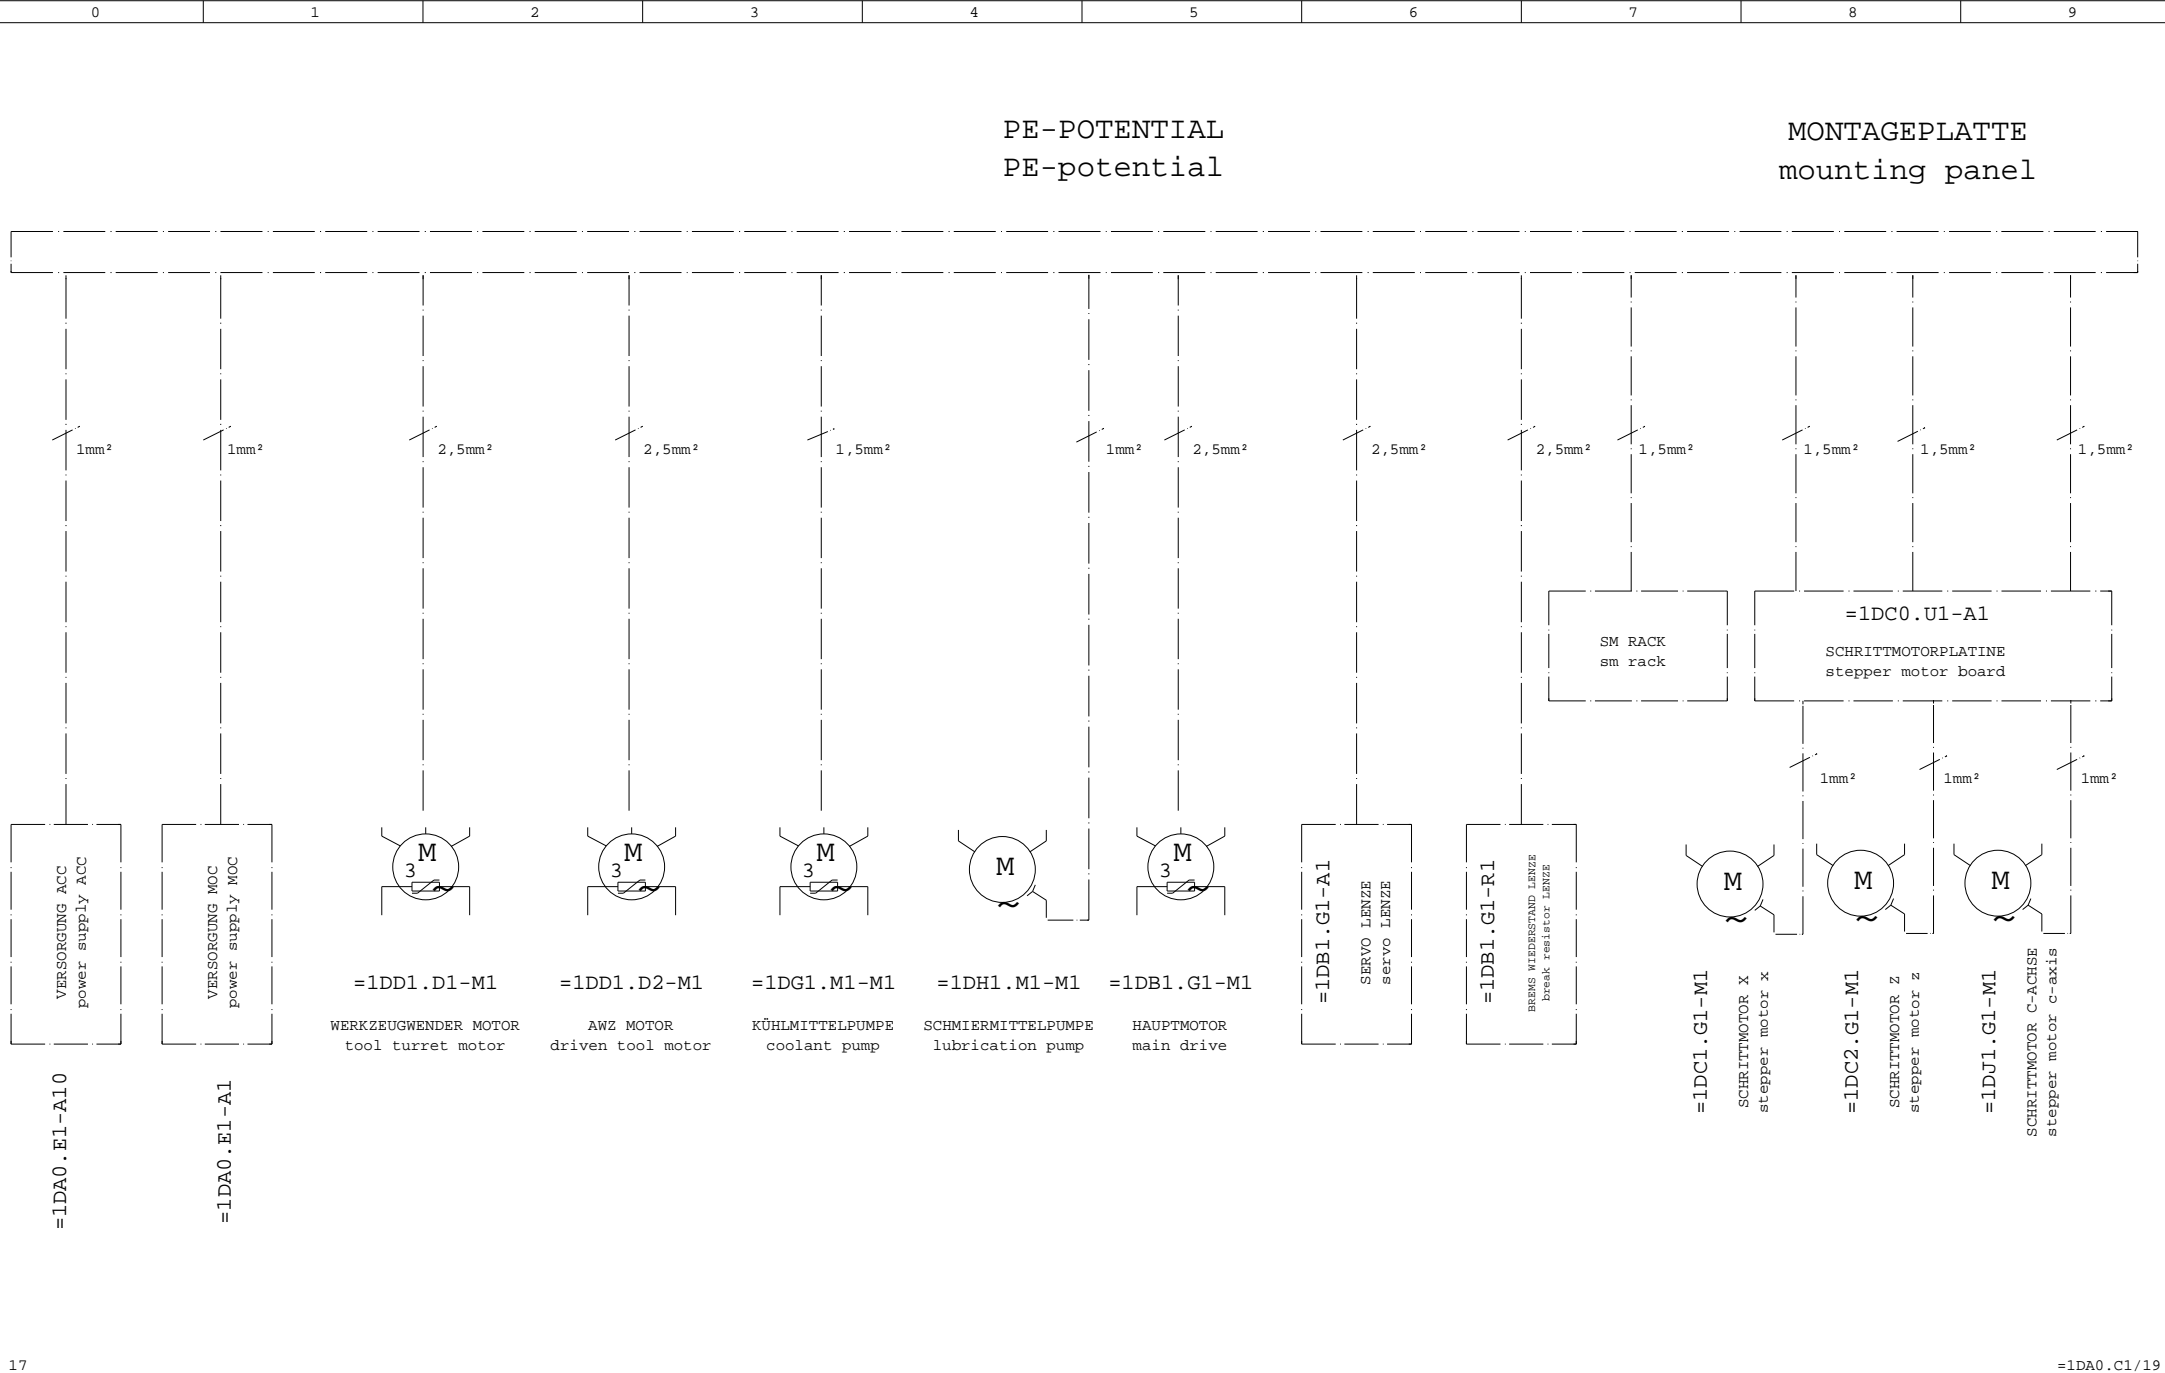 0 1 2 3 4 5 6 7 8 9
PE-POTENTIAL
PE-potential
MONTAGEPLATTE
mounting panel
1mm² 1mm² 2,5mm² 2,5mm² 1,5mm² 1mm² 2,5mm² 2,5mm² 2,5mm² 1,5mm² 1,5mm² 1,5mm² 1,5mm²
SM RACK
sm rack
=1DC0.U1-A1
SCHRITTMOTORPLATINE
stepper motor board
1mm² 1mm² 1mm²
VERSORGUNG ACC
power supply ACC
=1DA0.E1-A10
VERSORGUNG MOC
power supply MOC
=1DA0.E1-A1
M
3
~
=1DD1.D1-M1
WERKZEUGWENDER MOTOR
tool turret motor
M
3
~
=1DD1.D2-M1
AWZ MOTOR
driven tool motor
M
3
~
=1DG1.M1-M1
KÜHLMITTELPUMPE
coolant pump
M
~
=1DH1.M1-M1
SCHMIERMITTELPUMPE
lubrication pump
M
3
~
=1DB1.G1-M1
HAUPTMOTOR
main drive
=1DB1.G1-A1
SERVO LENZE
servo LENZE
=1DB1.G1-R1
BREMS WIEDERSTAND LENZE
break resistor LENZE
M
~
=1DC1.G1-M1
SCHRITTMOTOR X
stepper motor x
M
~
=1DC2.G1-M1
SCHRITTMOTOR Z
stepper motor z
M
~
=1DJ1.G1-M1
SCHRITTMOTOR C-ACHSE
stepper motor c-axis
17
=1DA0.C1/19